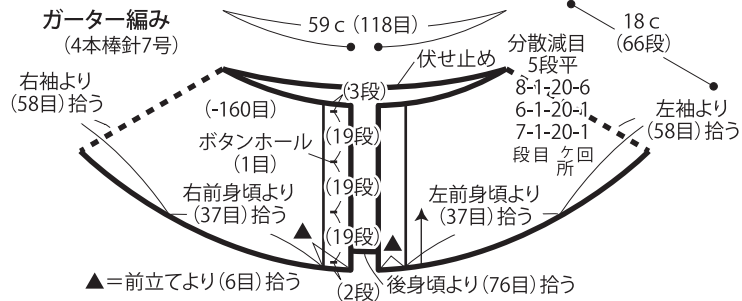 ガーター編み
(4本棒針7号)
59c(118目)
18c
(66段)
伏せ止め
分散減目
5段平
8-1-20-6
6-1-20-1
7-1-20-1
段目ヶ所回
右袖より
(58目)拾う
左袖より
(58目)拾う
(-160目)
(3段)
ボタンホール
(1目)
(19段)
(19段)
(19段)
右前身頃より
(37目)拾う
左前身頃より
(37目)拾う
▲
▲
▲=前立てより(6目)拾う
(2段)
後身頃より(76目)拾う